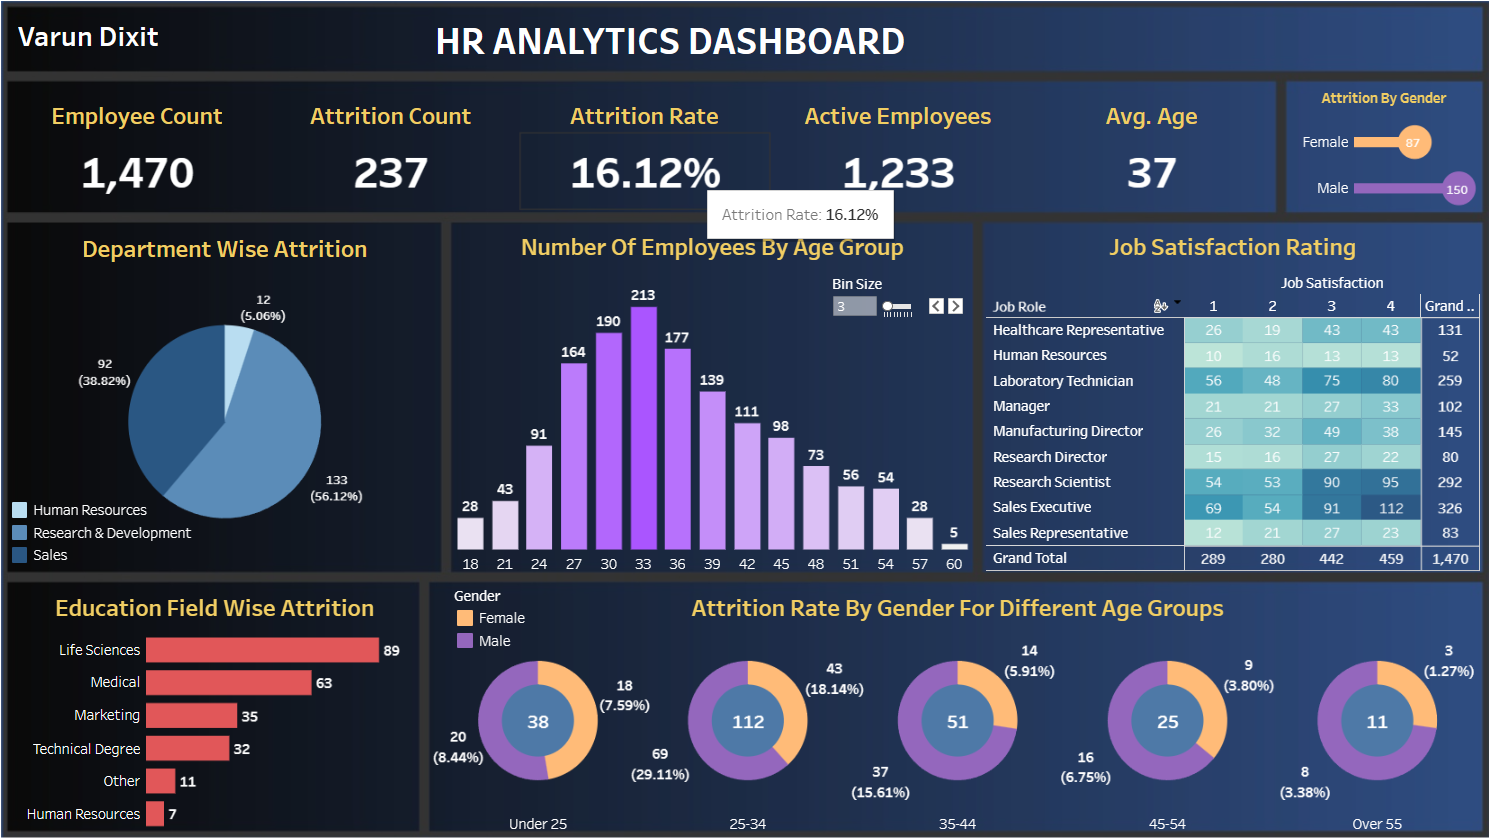 Varun Dixit
HR ANALYTICS DASHBOARD
Employee Count
1,470
Attrition Count
237
Attrition Rate
16.12%
Active Employees
1,233
Avg. Age
37
Attrition Rate: 16.12%
Attrition By Gender
Female 87
Male 150
Department Wise Attrition
12
(5.06%)
92
(38.82%)
133
(56.12%)
Human Resources
Research & Development
Sales
Number Of Employees By Age Group
Bin Size
3
28 43 91 164 190 213 177 139 111 98 73 56 54 28 5
18 21 24 27 30 33 36 39 42 45 48 51 54 57 60
Job Satisfaction Rating
Job Satisfaction
Job Role 1 2 3 4 Grand ..
Healthcare Representative 26 19 43 43 131
Human Resources 10 16 13 13 52
Laboratory Technician 56 48 75 80 259
Manager 21 21 27 33 102
Manufacturing Director 26 32 49 38 145
Research Director 15 16 27 22 80
Research Scientist 54 53 90 95 292
Sales Executive 69 54 91 112 326
Sales Representative 12 21 27 23 83
Grand Total 289 280 442 459 1,470
Education Field Wise Attrition
Life Sciences 89
Medical 63
Marketing 35
Technical Degree 32
Other 11
Human Resources 7
Attrition Rate By Gender For Different Age Groups
Gender
Female
Male
18
(7.59%)
38
20
(8.44%)
Under 25
43
(18.14%)
112
69
(29.11%)
25-34
14
(5.91%)
51
37
(15.61%)
35-44
9
(3.80%)
25
16
(6.75%)
45-54
3
(1.27%)
11
8
(3.38%)
Over 55